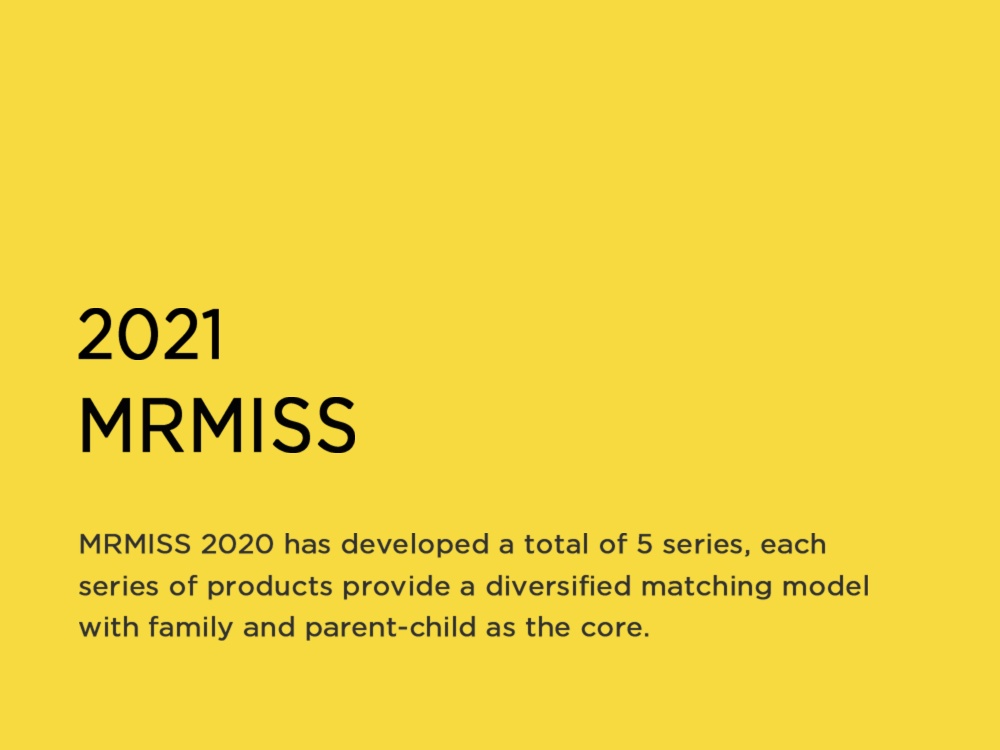 2021
MRMISS
MRMISS 2020 has developed a total of 5 series, each
series of products provide a diversified matching model
with family and parent-child as the core.